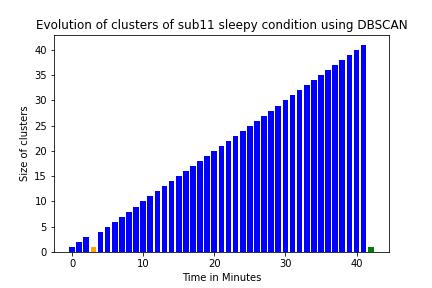 Evolution of clusters of sub11 sleepy condition using DBSCAN
40
35
30
25
20
15
10
5
0
Size of clusters
0 10 20 30 40
Time in Minutes